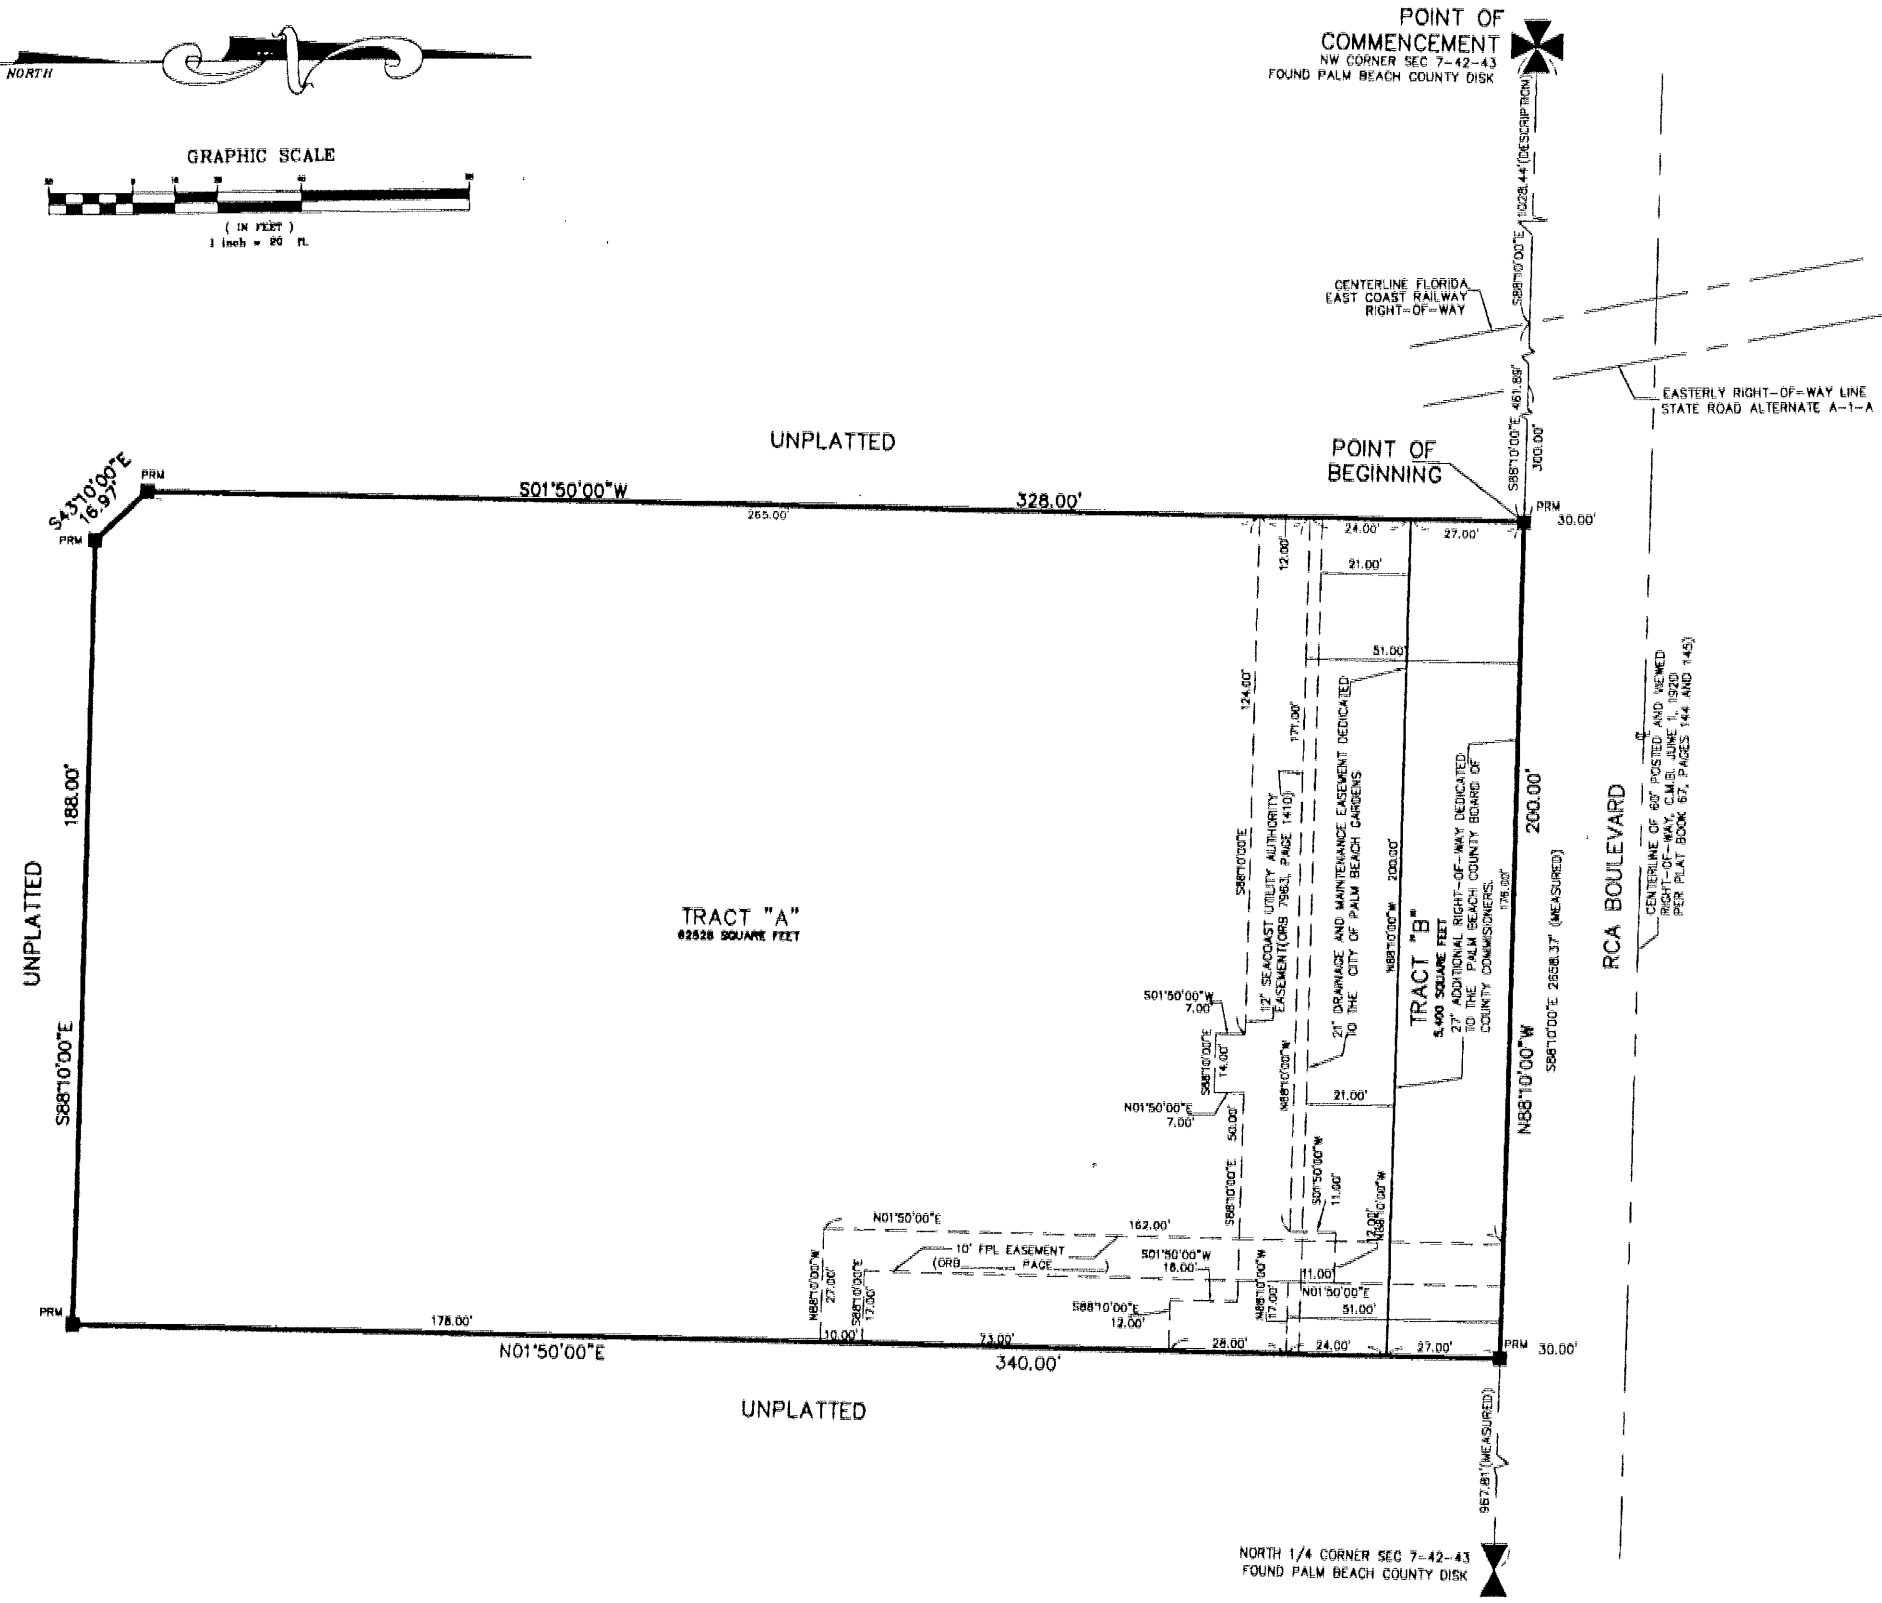 NORTH
GRAPHIC SCALE
( IN FEET )
1 inch = 20 ft.
POINT OF
COMMENCEMENT
NW CORNER SEC 7-42-43
FOUND PALM BEACH COUNTY DISK
S88°10'00"E 1028.44'(DESCRIPTION)
CENTERLINE FLORIDA
EAST COAST RAILWAY
RIGHT-OF-WAY
461.89'
EASTERLY RIGHT-OF-WAY LINE
STATE ROAD ALTERNATE A-1-A
S88°10'00"E
300.00'
POINT OF
BEGINNING
PRM
30.00'
UNPLATTED
S43°10'00"E
16.97'
PRM
PRM
S01°50'00"W
328.00'
265.00'
24.00'
27.00'
12.00'
21.00'
51.00'
124.00'
S88°10'00"E
171.00'
N88°10'00"W
12' SEACOAST UTILITY AUTHORITY
EASEMENT(ORB 7963, PAGE 1410)
21' DRAINAGE AND MAINTENANCE EASEMENT DEDICATED
TO THE CITY OF PALM BEACH GARDENS
N88°10'00"W 200.00'
TRACT "B"
5,400 SQUARE FEET
27' ADDITIONAL RIGHT-OF-WAY DEDICATED
TO THE PALM BEACH COUNTY BOARD OF
COUNTY COMMISIONERS.
200.00'
N88°10'00"W
S88°10'00"E 2658.37' (MEASURED)
RCA BOULEVARD
CENTERLINE OF 60' POSTED AND VIEWED
RIGHT-OF-WAY, C.M.B. JUNE 11, 1920
PER PLAT BOOK 67, PAGES 144 AND 145)
UNPLATTED
188.00'
S88°10'00"E
TRACT "A"
62528 SQUARE FEET
S01°50'00"W
7.00'
S88°10'00"E
14.00'
N01°50'00"E
7.00'
50.00'
S88°10'00"E
21.00'
S01°50'00"W
11.00'
12.00'
N88°10'00"W
N01°50'00"E
162.00'
10' FPL EASEMENT
(ORB PAGE )
S01°50'00"W
16.00'
N88°10'00"W
27.00'
S88°10'00"E
17.00'
S88°10'00"E
12.00'
N88°10'00"W
17.00'
11.00'
N01°50'00"E
51.00'
PRM
178.00'
10.00'
73.00'
28.00'
24.00'
27.00'
PRM
30.00'
N01°50'00"E
340.00'
UNPLATTED
967.81'(MEASURED)
NORTH 1/4 CORNER SEC 7-42-43
FOUND PALM BEACH COUNTY DISK